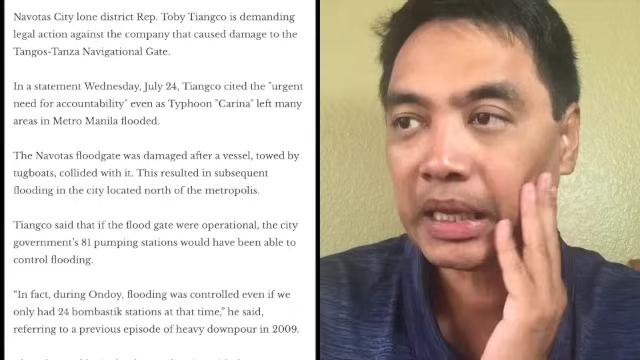 Navotas City lone district Rep. Toby Tiangco is demanding
legal action against the company that caused damage to the
Tangos-Tanza Navigational Gate.
In a statement Wednesday, July 24, Tiangco cited the "urgent
need for accountability" even as Typhoon "Carina" left many
areas in Metro Manila flooded.
The Navotas floodgate was damaged after a vessel, towed by
tugboats, collided with it. This resulted in subsequent
flooding in the city located north of the metropolis.
Tiangco said that if the flood gate were operational, the city
government's 81 pumping stations would have been able to
control flooding.
"In fact, during Ondoy, flooding was controlled even if we
only had 24 bombastik stations at that time," he said,
referring to a previous episode of heavy downpour in 2009.